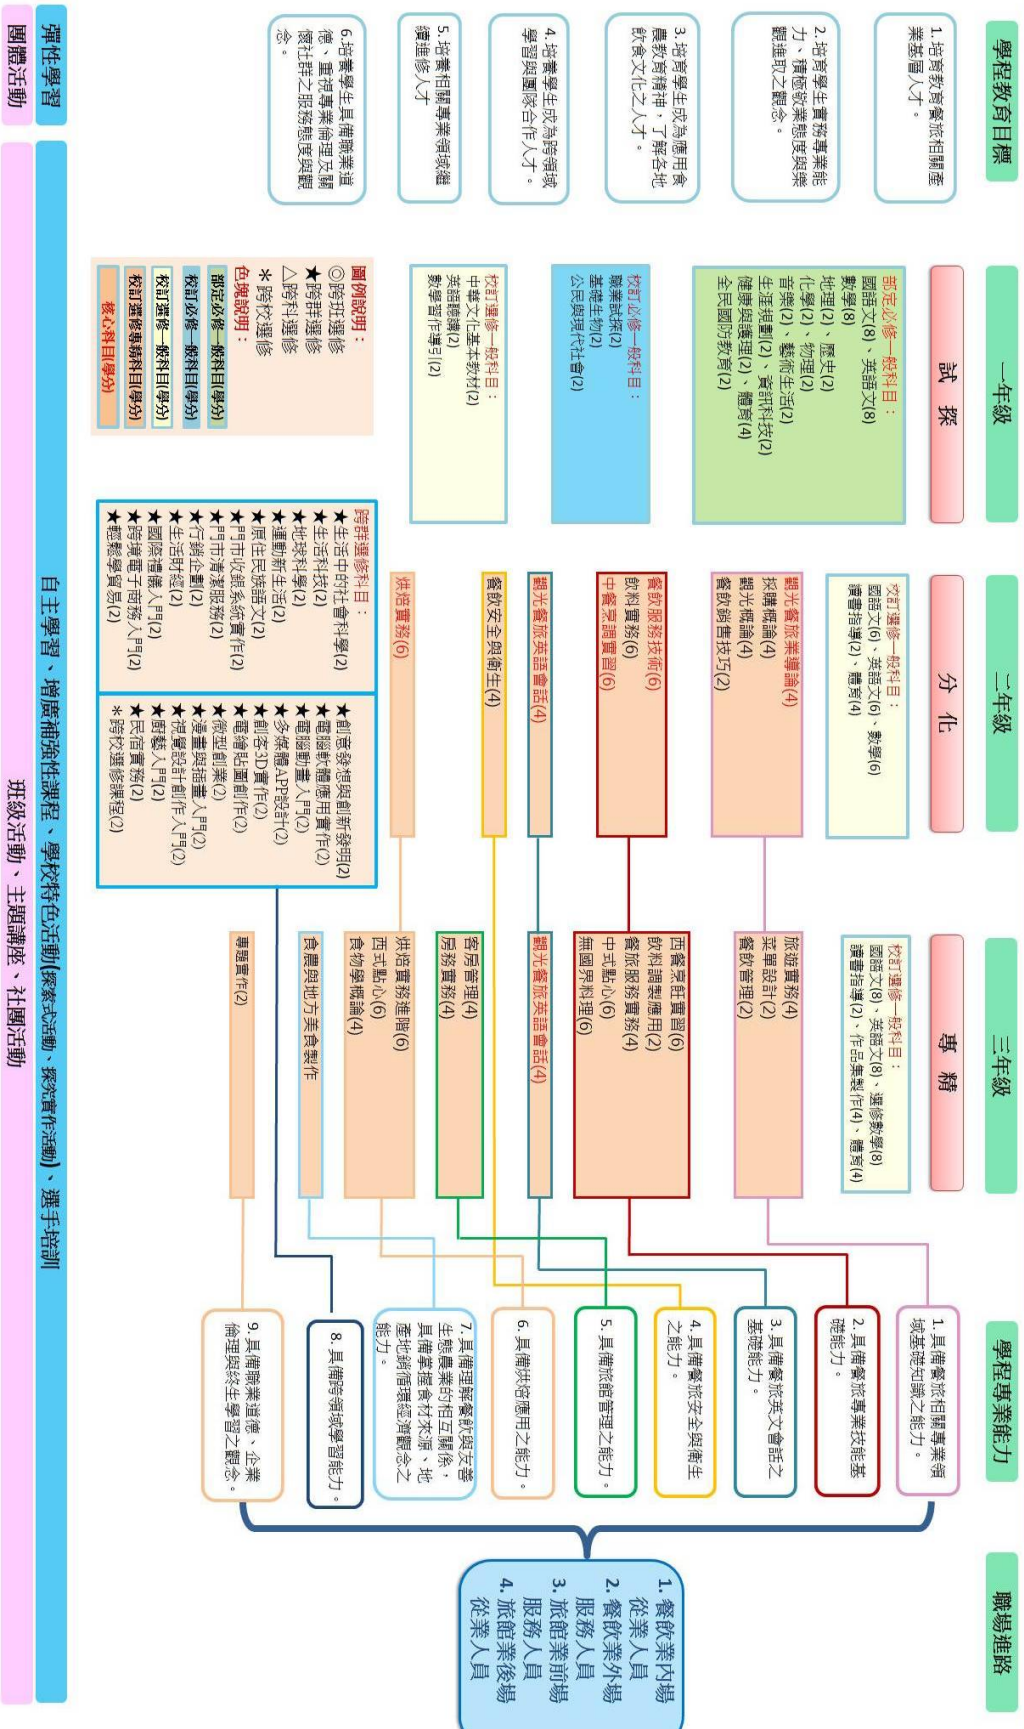 學程教育目標
1. 培育教育餐旅相關產
業基層人才。
2. 培育學生實務專業能
力、積極敬業態度與樂
觀進取之觀念。
3. 培育學生成為應用食
農教育精神，了解各地
飲食文化之人才。
4. 培養學生成為跨領域
學習與團隊合作人才。
5. 培養相關專業領域繼
續進修人才
6.培養學生具備職業道
德、重視專業倫理及關
懷社群之服務態度與觀
念。
一年級
試 探
部定必修一般科目：
國語文(8)、英語文(8)
數學(8)
地理(2)、歷史(2)
化學(2)、物理(2)
音樂(2)、藝術生活(2)
生涯規劃(2)、資訊科技(2)
健康與護理(2)、體育(4)
全民國防教育(2)
校訂必修一般科目：
職業試探(2)
基礎生物(2)
公民與現代社會(2)
校訂選修一般科目：
中華文化基本教材(2)
英語聽講(2)
數學習作導引(2)
圖例說明：
◎跨班選修
★跨群選修
△跨科選修
＊跨校選修
色塊說明：
部定必修一般科目(學分)
校訂必修一般科目(學分)
校訂選修一般科目(學分)
校訂選修專精科目(學分)
核心科目(學分)
二年級
分 化
校訂選修一般科目：
國語文(6)、英語文(6)、數學(6)
讀書指導(2)、體育(4)
觀光餐旅業導論(4)
採購概論(4)
觀光概論(4)
餐飲銷售技巧(2)
餐飲服務技術(6)
飲料實務(6)
中餐烹調實習(6)
觀光餐旅英語會話(4)
餐飲安全與衛生(4)
烘焙實務(6)
跨群選修科目：
★生活中的社會科學(2)
★生活科技(2)
★地球科學(2)
★運動新生活(2)
★原住民族語文(2)
★門市收銀系統實作(2)
★門市清潔服務(2)
★行銷企劃(2)
★生活財經(2)
★國際禮儀入門(2)
★跨境電子商務入門(2)
★輕鬆學貿易(2)
★創意發想與創新發明(2)
★電腦軟體應用實作(2)
★電腦動畫入門(2)
★多媒體APP設計(2)
★創客3D實作(2)
★電繪貼圖創作(2)
★微型創業(2)
★漫畫與插畫入門(2)
★視覺設計創作入門(2)
★廚藝入門(2)
★民宿實務(2)
＊跨校選修課程(2)
三年級
專 精
校訂選修一般科目：
國語文(8)、英語文(8)、選修數學(8)
讀書指導(2)、作品集製作(4)、體育(4)
旅遊實務(4)
菜單設計(2)
餐飲管理(2)
西餐烹飪實習(6)
飲料調製應用(2)
餐旅服務實務(4)
中式點心(6)
無國界料理(6)
觀光餐旅英語會話(4)
客房管理(4)
房務實務(4)
烘焙實務進階(6)
西式點心(6)
食物學概論(4)
食農與地方美食製作
專題實作(2)
學程專業能力
1. 具備餐旅相關專業領
域基礎知識之能力。
2. 具備餐旅專業技能基
礎能力。
3. 具備餐旅英文會話之
基礎能力。
4. 具備餐旅安全與衛生
之能力。
5. 具備旅館管理之能力。
6. 具備烘焙應用之能力。
7. 具備理解餐飲與友善
生態農業的相互關係，
具備掌握食材來源、地
產地銷循環經濟觀念之
能力。
8. 具備跨領域學習能力。
9. 具備職業道德、企業
倫理與終生學習之觀念。
職場進路
1. 餐飲業內場
從業人員
2. 餐飲業外場
服務人員
3. 旅館業前場
服務人員
4. 旅館業後場
從業人員
彈性學習
自主學習、增廣補強性課程、學校特色活動(探索式活動、探究實作活動)、選手培訓
團體活動
班級活動、主題講座、社團活動